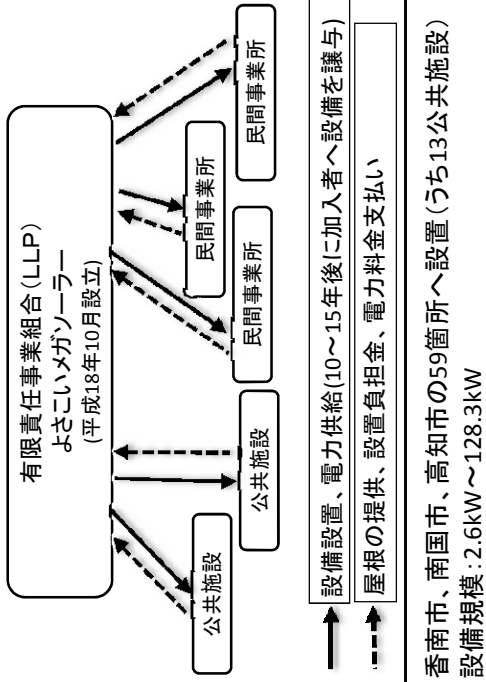 有限責任事業組合(LLP)
よさこいメガソーラー
(平成18年10月設立)
公共施設
公共施設
民間事業所
民間事業所
民間事業所
設備設置、電力供給(10～15年後に加入者へ設備を譲与)
屋根の提供、設置負担金、電力料金支払い
香南市、南国市、高知市の59箇所へ設置(うち13公共施設)
設備規模:2.6kW～128.3kW